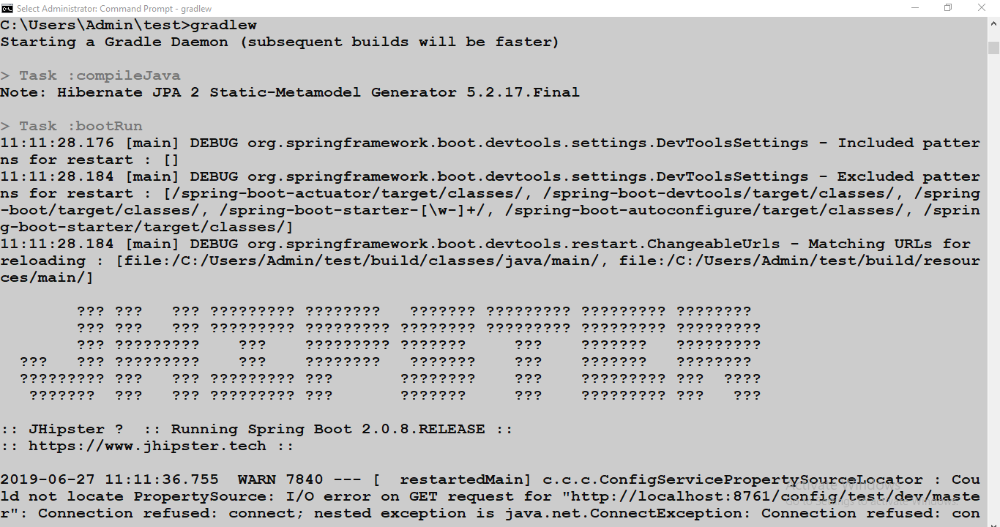 Select Administrator: Command Prompt - gradlew
C:\Users\Admin\test>gradlew
Starting a Gradle Daemon (subsequent builds will be faster)
> Task :compileJava
Note: Hibernate JPA 2 Static-Metamodel Generator 5.2.17.Final
> Task :bootRun
11:11:28.176 [main] DEBUG org.springframework.boot.devtools.settings.DevToolsSettings - Included patter
ns for restart : []
11:11:28.184 [main] DEBUG org.springframework.boot.devtools.settings.DevToolsSettings - Excluded patter
ns for restart : [/spring-boot-actuator/target/classes/, /spring-boot-devtools/target/classes/, /spring
-boot/target/classes/, /spring-boot-starter-[\w-]+/, /spring-boot-autoconfigure/target/classes/, /sprin
g-boot-starter/target/classes/]
11:11:28.184 [main] DEBUG org.springframework.boot.devtools.restart.ChangeableUrls - Matching URLs for
reloading : [file:/C:/Users/Admin/test/build/classes/java/main/, file:/C:/Users/Admin/test/build/resour
ces/main/]
        ??? ???   ??? ????????? ????????   ??????? ????????? ????????? ????????
        ??? ???   ??? ????????? ????????? ???????? ????????? ????????? ?????????
        ??? ?????????    ???    ????????? ???????     ???    ???????   ?????????
  ???   ??? ?????????    ???    ????????   ???????    ???    ???????   ????????
  ????????? ???   ??? ????????? ???       ????????    ???    ????????? ???  ????
   ???????  ???   ??? ????????? ???       ???????     ???    ????????? ???   ???
:: JHipster ?  :: Running Spring Boot 2.0.8.RELEASE ::
:: https://www.jhipster.tech ::
2019-06-27 11:11:36.755  WARN 7840 --- [  restartedMain] c.c.c.ConfigServicePropertySourceLocator : Cou
ld not locate PropertySource: I/O error on GET request for "http://localhost:8761/config/test/dev/maste
r": Connection refused: connect; nested exception is java.net.ConnectException: Connection refused: con
Activate Windows
Go to Settings to activate Windows.